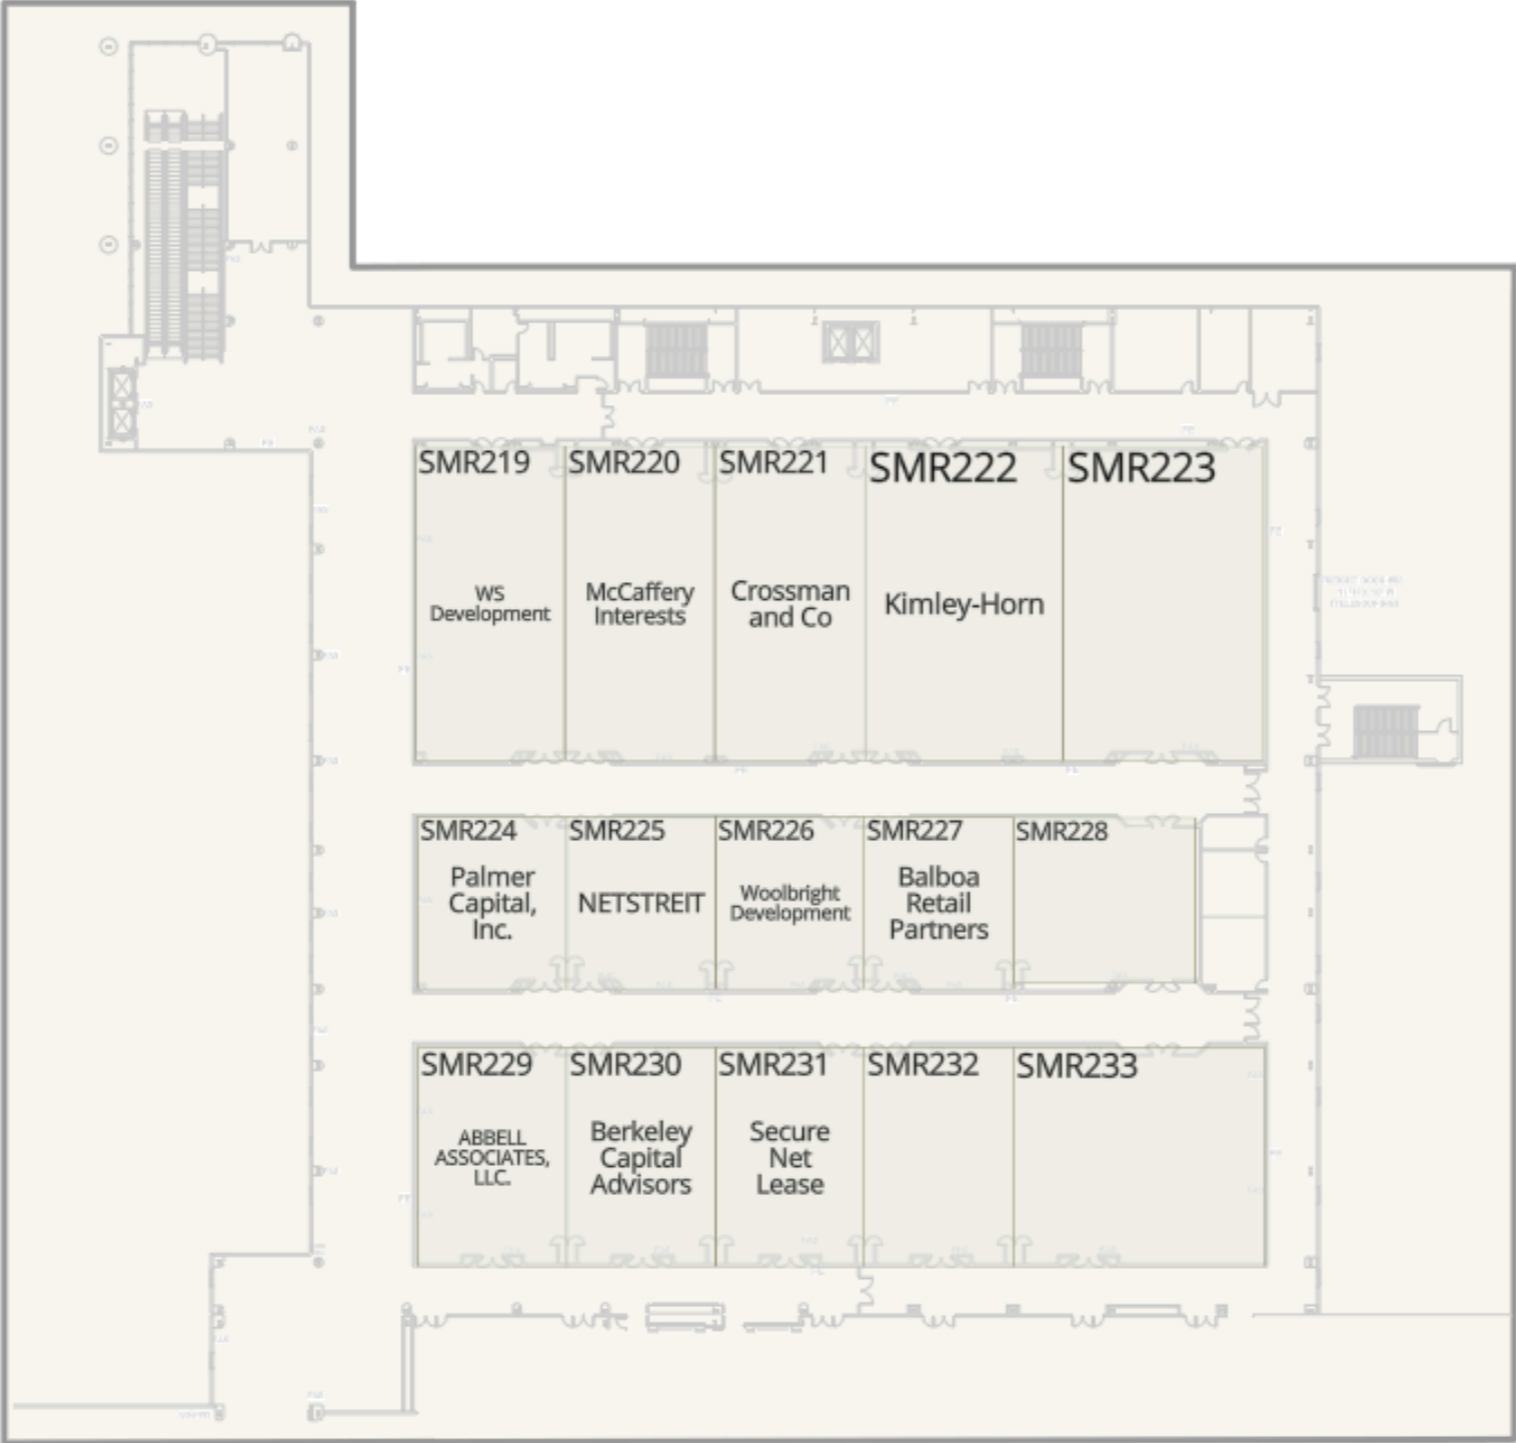 SMR219
SMR220
SMR221
SMR222
SMR223
WS
Development
McCaffery
Interests
Crossman
and Co
Kimley-Horn
SMR224
SMR225
SMR226
SMR227
SMR228
Palmer
Capital,
Inc.
NETSTREIT
Woolbright
Development
Balboa
Retail
Partners
SMR229
SMR230
SMR231
SMR232
SMR233
ABBELL
ASSOCIATES,
LLC.
Berkeley
Capital
Advisors
Secure
Net
Lease